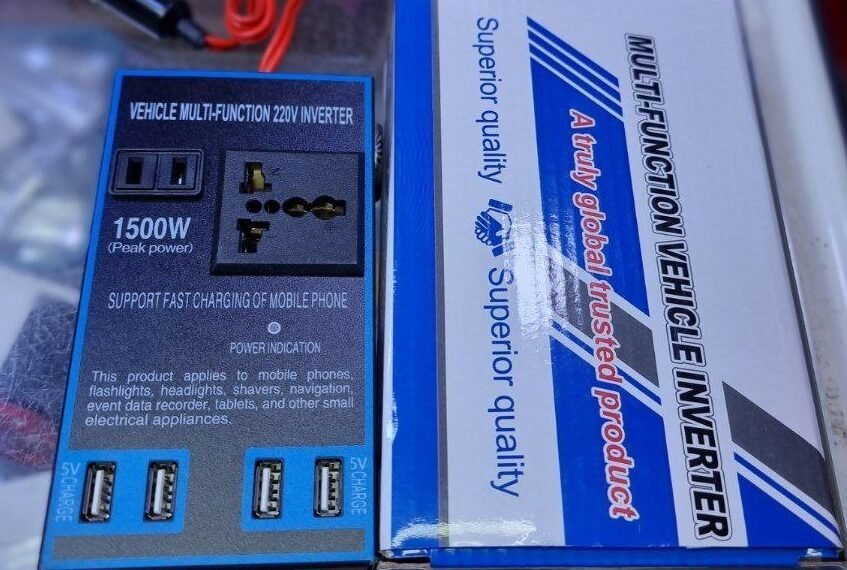 VEHICLE MULTI-FUNCTION 220V INVERTER
1500W
(Peak power)
SUPPORT FAST CHARGING OF MOBILE PHONE
POWER INDICATION
This product applies to mobile phones,
flashlights, headlights, shavers, navigation,
event data recorder, tablets, and other small
electrical appliances.
5V CHARGE
5V CHARGE
MULTI-FUNCTION VEHICLE INVERTER
A truly global trusted product
Superior quality Superior quality